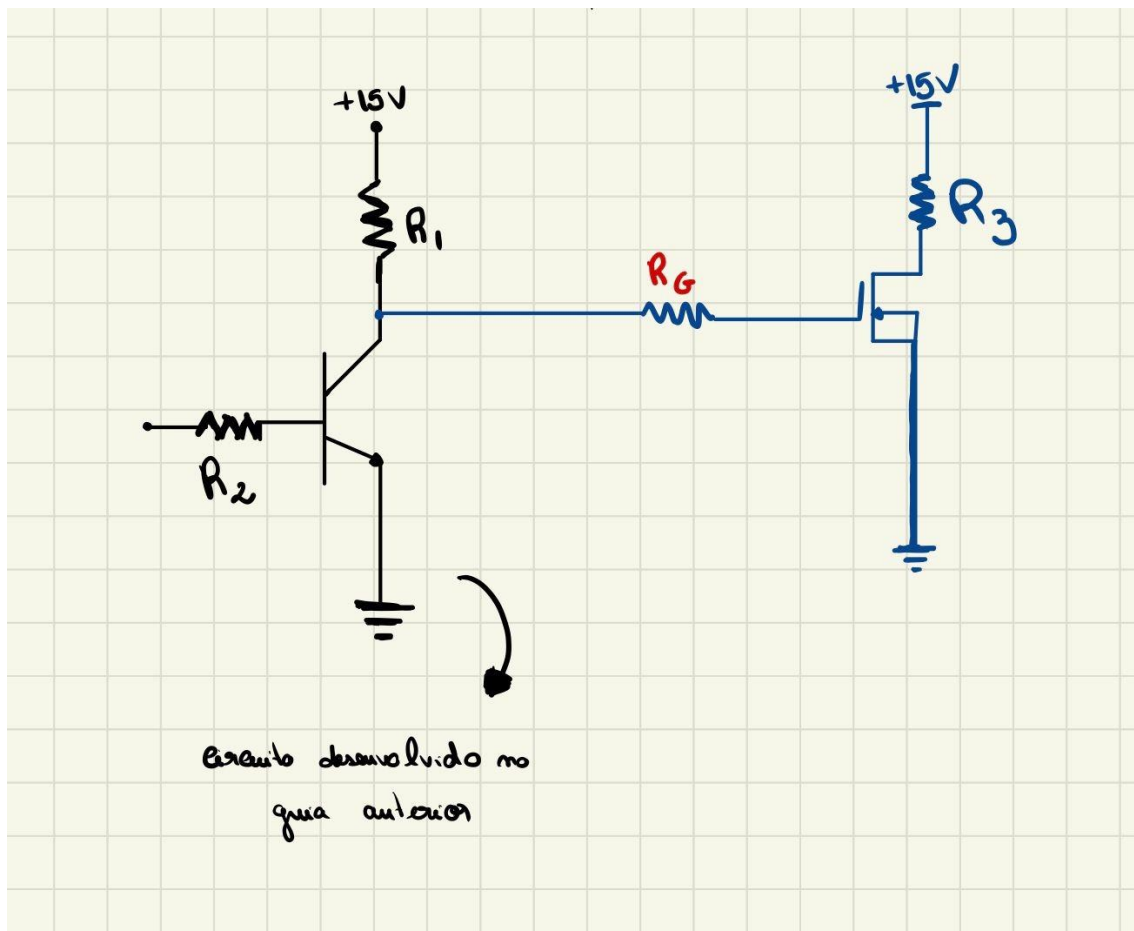 +15V
R1
R2
RG
+15V
R3
circuito desenvolvido no
guia anterior